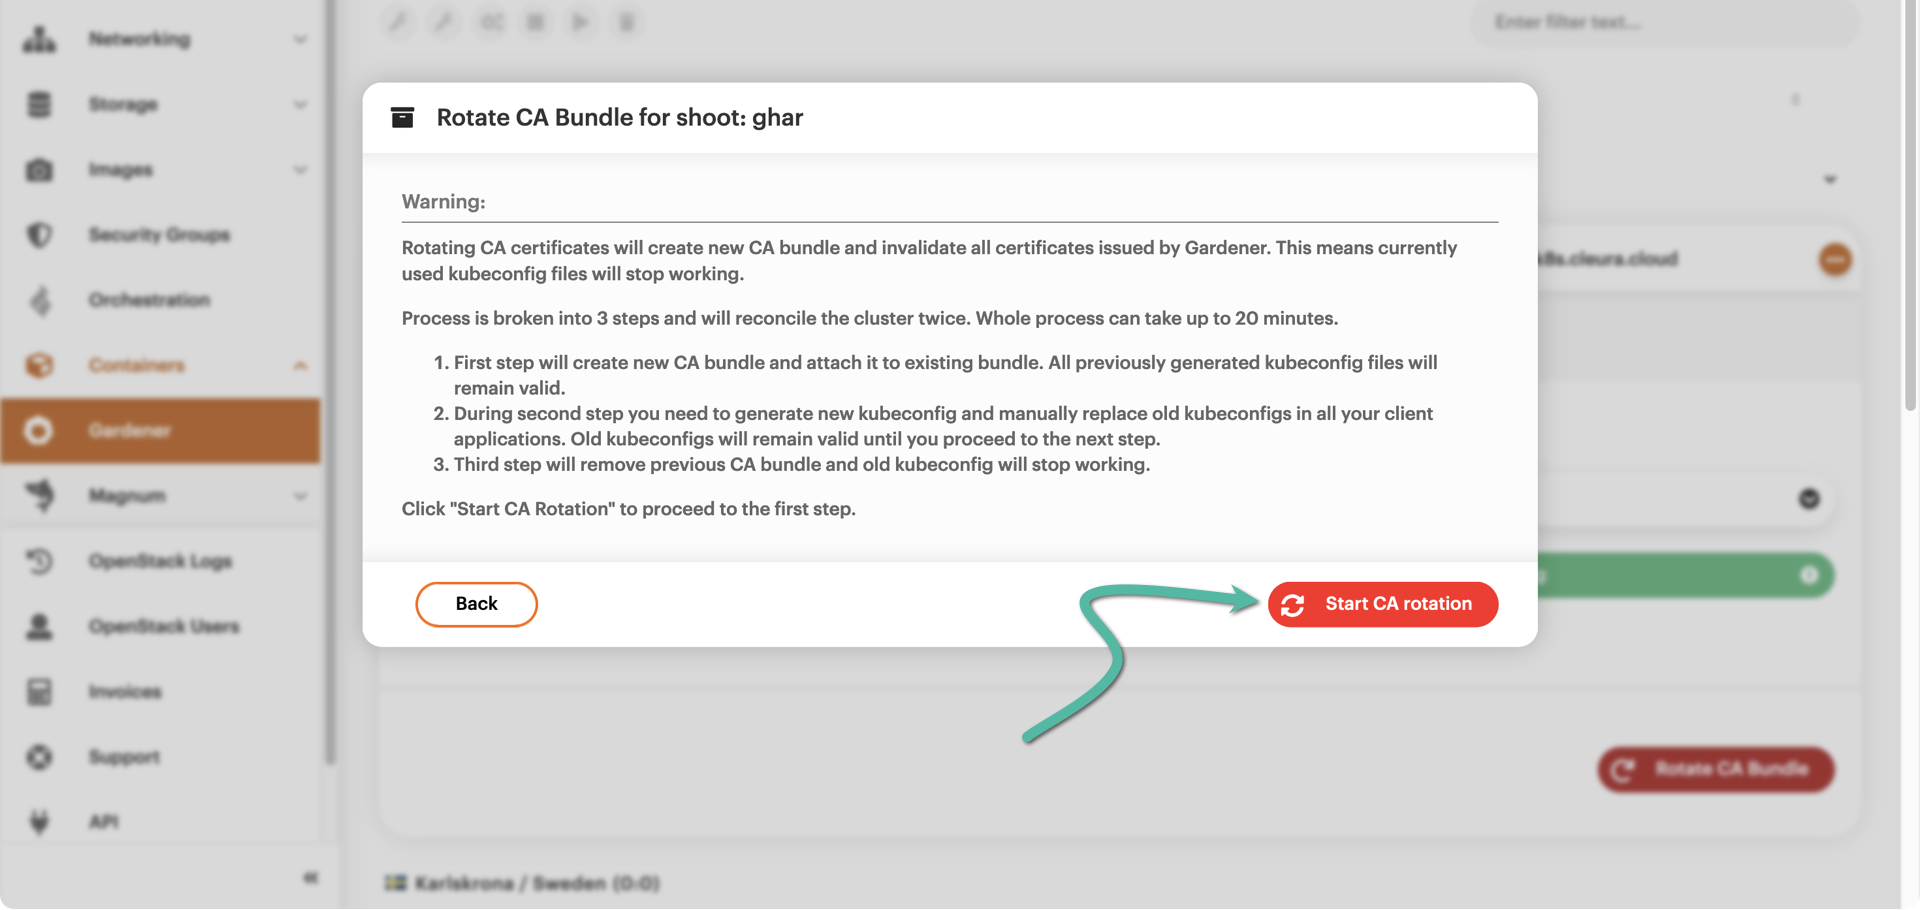 Networking
Storage
Images
Security Groups
Orchestration
Containers
Gardener
Magnum
OpenStack Logs
OpenStack Users
Invoices
Support
API
Enter filter text...
Rotate CA Bundle for shoot: ghar
Warning:
Rotating CA certificates will create new CA bundle and invalidate all certificates issued by Gardener. This means currently
used kubeconfig files will stop working.
Process is broken into 3 steps and will reconcile the cluster twice. Whole process can take up to 20 minutes.
1. First step will create new CA bundle and attach it to existing bundle. All previously generated kubeconfig files will
remain valid.
2. During second step you need to generate new kubeconfig and manually replace old kubeconfigs in all your client
applications. Old kubeconfigs will remain valid until you proceed to the next step.
3. Third step will remove previous CA bundle and old kubeconfig will stop working.
Click "Start CA Rotation" to proceed to the first step.
Back
Start CA rotation
k8s.cleura.cloud
Rotate CA Bundle
Karlskrona / Sweden (0:0)